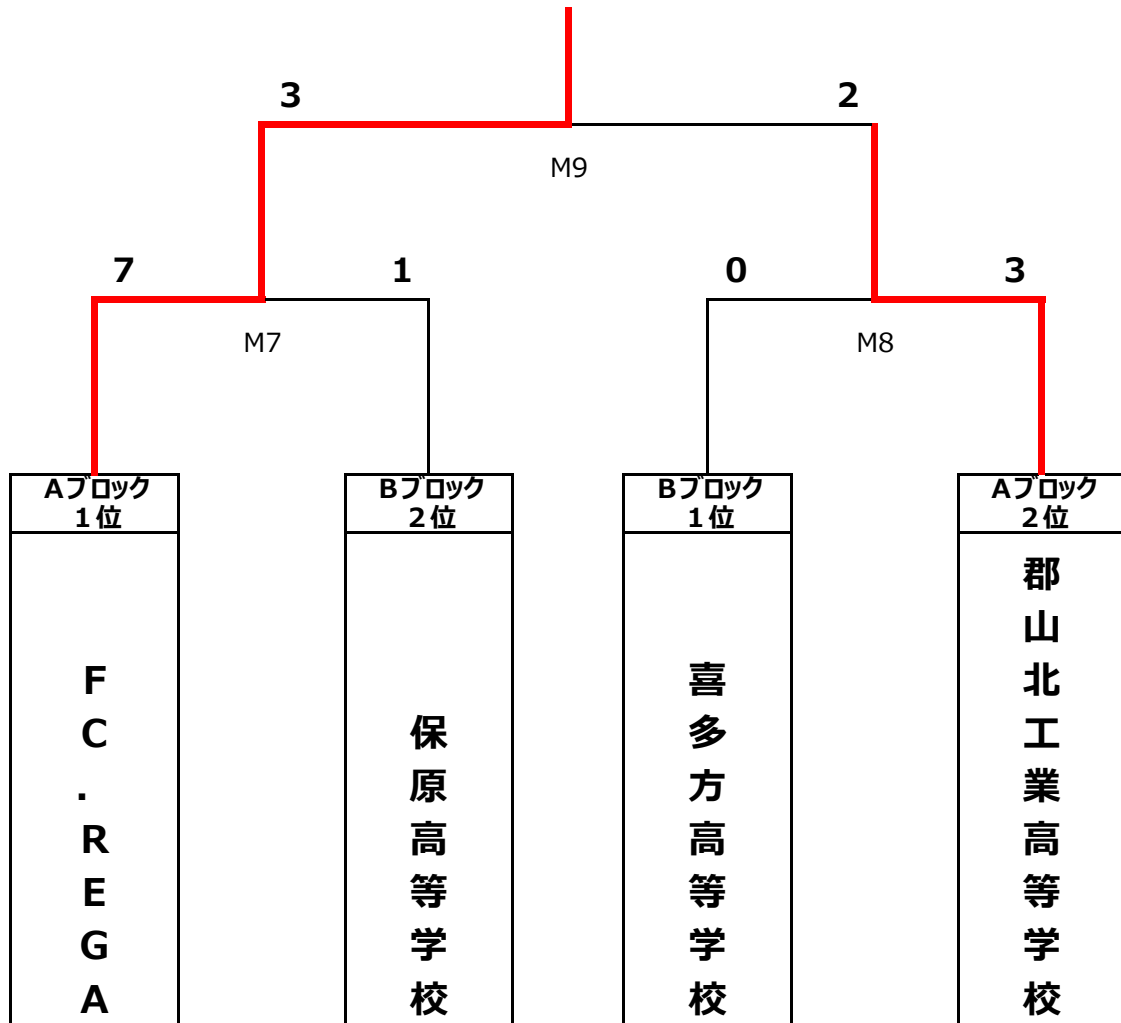 3 2
M9
7 1 0 3
M7 M8
Aブロック
1位
Bブロック
2位
Bブロック
1位
Aブロック
2位
FC.REGA
保原高等学校
喜多方高等学校
郡山北工業高等学校